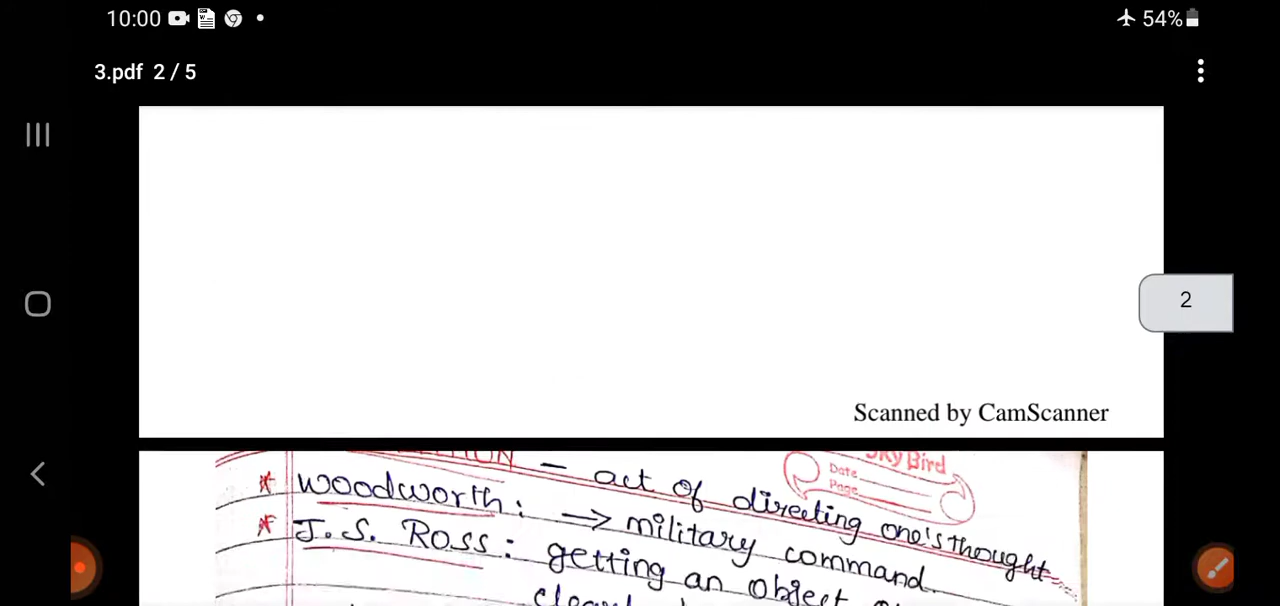 10:00
54%
3.pdf 2 / 5
2
Scanned by CamScanner
Sky Bird
Date
Page
— act of directing one's thought
* Woodworth: → military command.
* J.S. Ross: getting an object